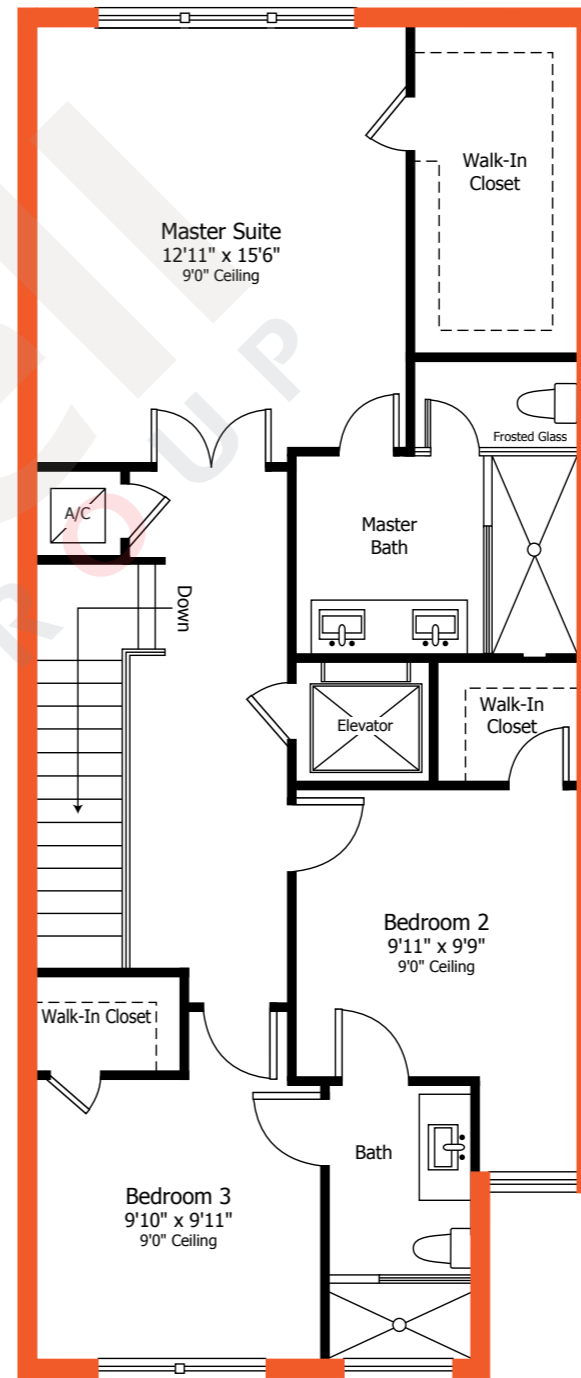 Walk-In
Closet
Master Suite
12'11" x 15'6"
9'0" Ceiling
Frosted Glass
A/C
Master
Bath
Down
Walk-In
Closet
Elevator
Bedroom 2
9'11" x 9'9"
9'0" Ceiling
Walk-In Closet
Bath
Bedroom 3
9'10" x 9'11"
9'0" Ceiling
ROUP